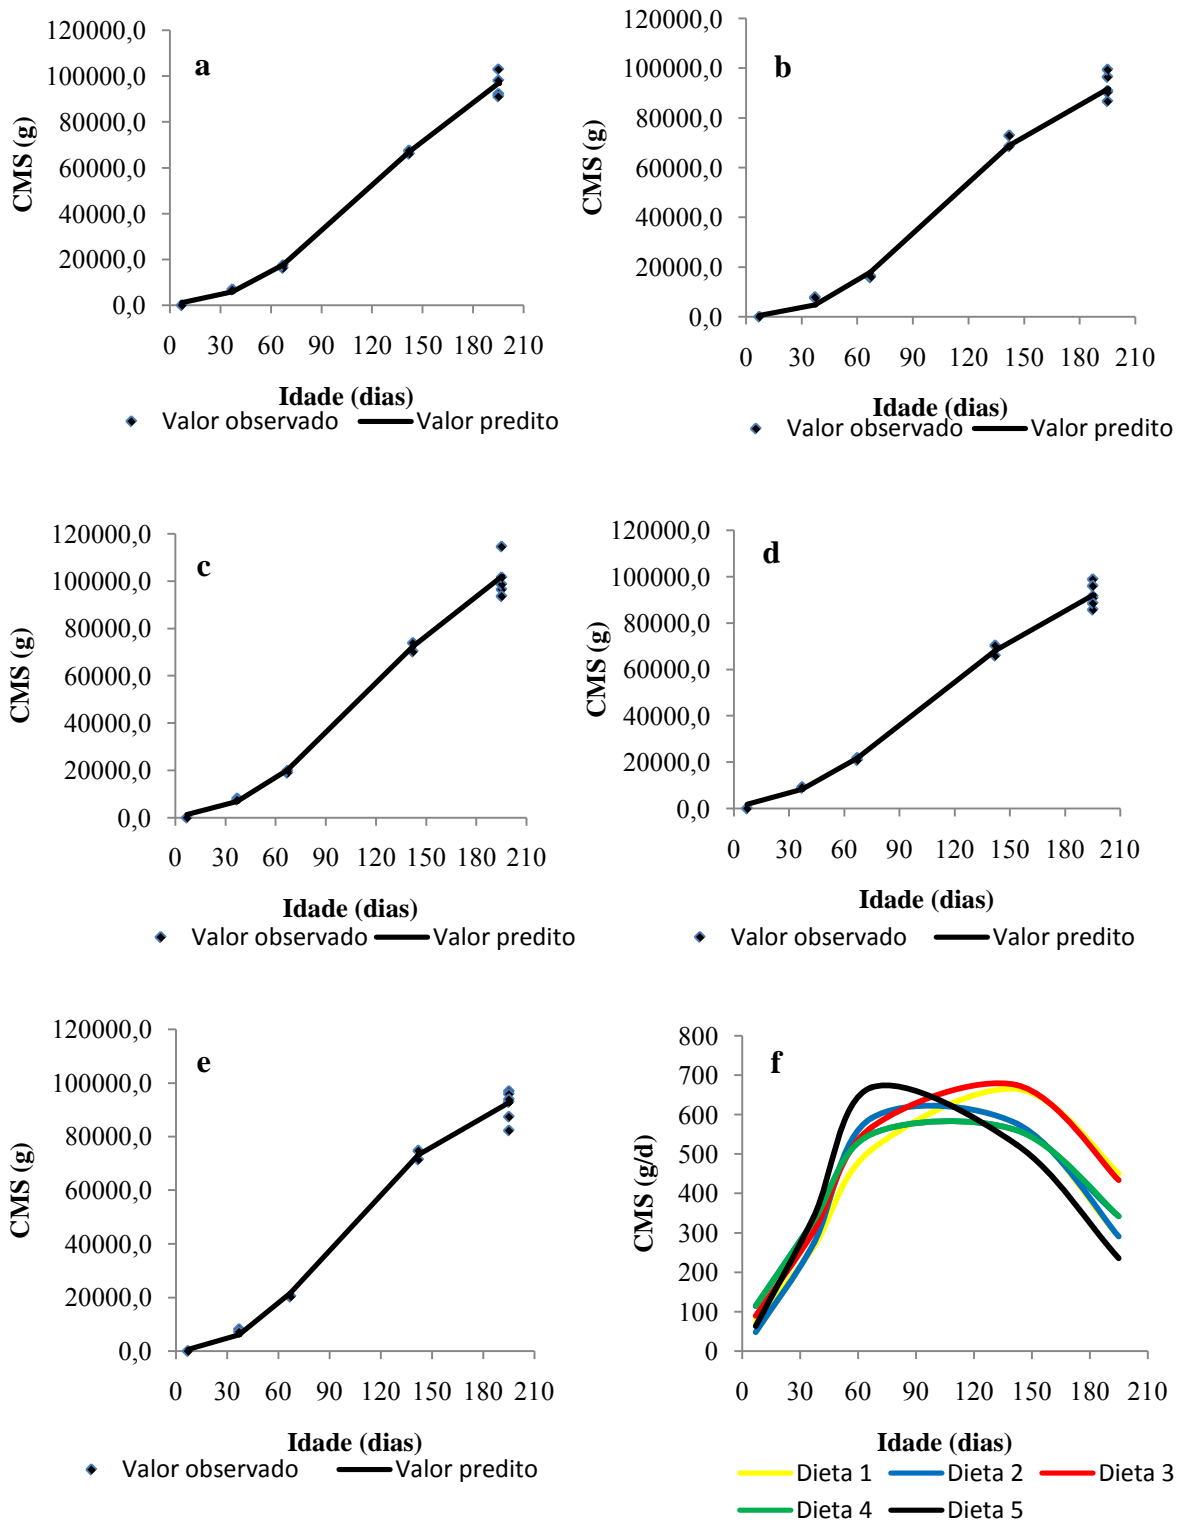 a
CMS (g)
120000,0
100000,0
80000,0
60000,0
40000,0
20000,0
0,0
0 30 60 90 120 150 180 210
Idade (dias)
Valor observado Valor predito
b
CMS (g)
120000,0
100000,0
80000,0
60000,0
40000,0
20000,0
0,0
0 30 60 90 120 150 180 210
Idade (dias)
Valor observado Valor predito
c
CMS (g)
120000,0
100000,0
80000,0
60000,0
40000,0
20000,0
0,0
0 30 60 90 120 150 180 210
Idade (dias)
Valor observado Valor predito
d
CMS (g)
120000,0
100000,0
80000,0
60000,0
40000,0
20000,0
0,0
0 30 60 90 120 150 180 210
Idade (dias)
Valor observado Valor predito
e
CMS (g)
120000,0
100000,0
80000,0
60000,0
40000,0
20000,0
0,0
0 30 60 90 120 150 180 210
Idade (dias)
Valor observado Valor predito
f
CMS (g/d)
800
700
600
500
400
300
200
100
0
0 30 60 90 120 150 180 210
Idade (dias)
Dieta 1 Dieta 2 Dieta 3
Dieta 4 Dieta 5